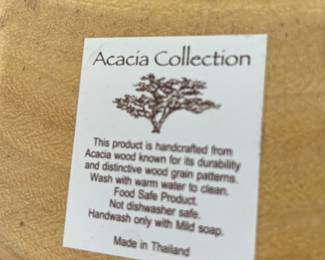 Acacia Collection
This product is handcrafted from
Acacia wood known for its durability
and distinctive wood grain patterns.
Wash with warm water to clean.
Food Safe Product.
Not dishwasher safe.
Handwash only with Mild soap.
Made in Thailand